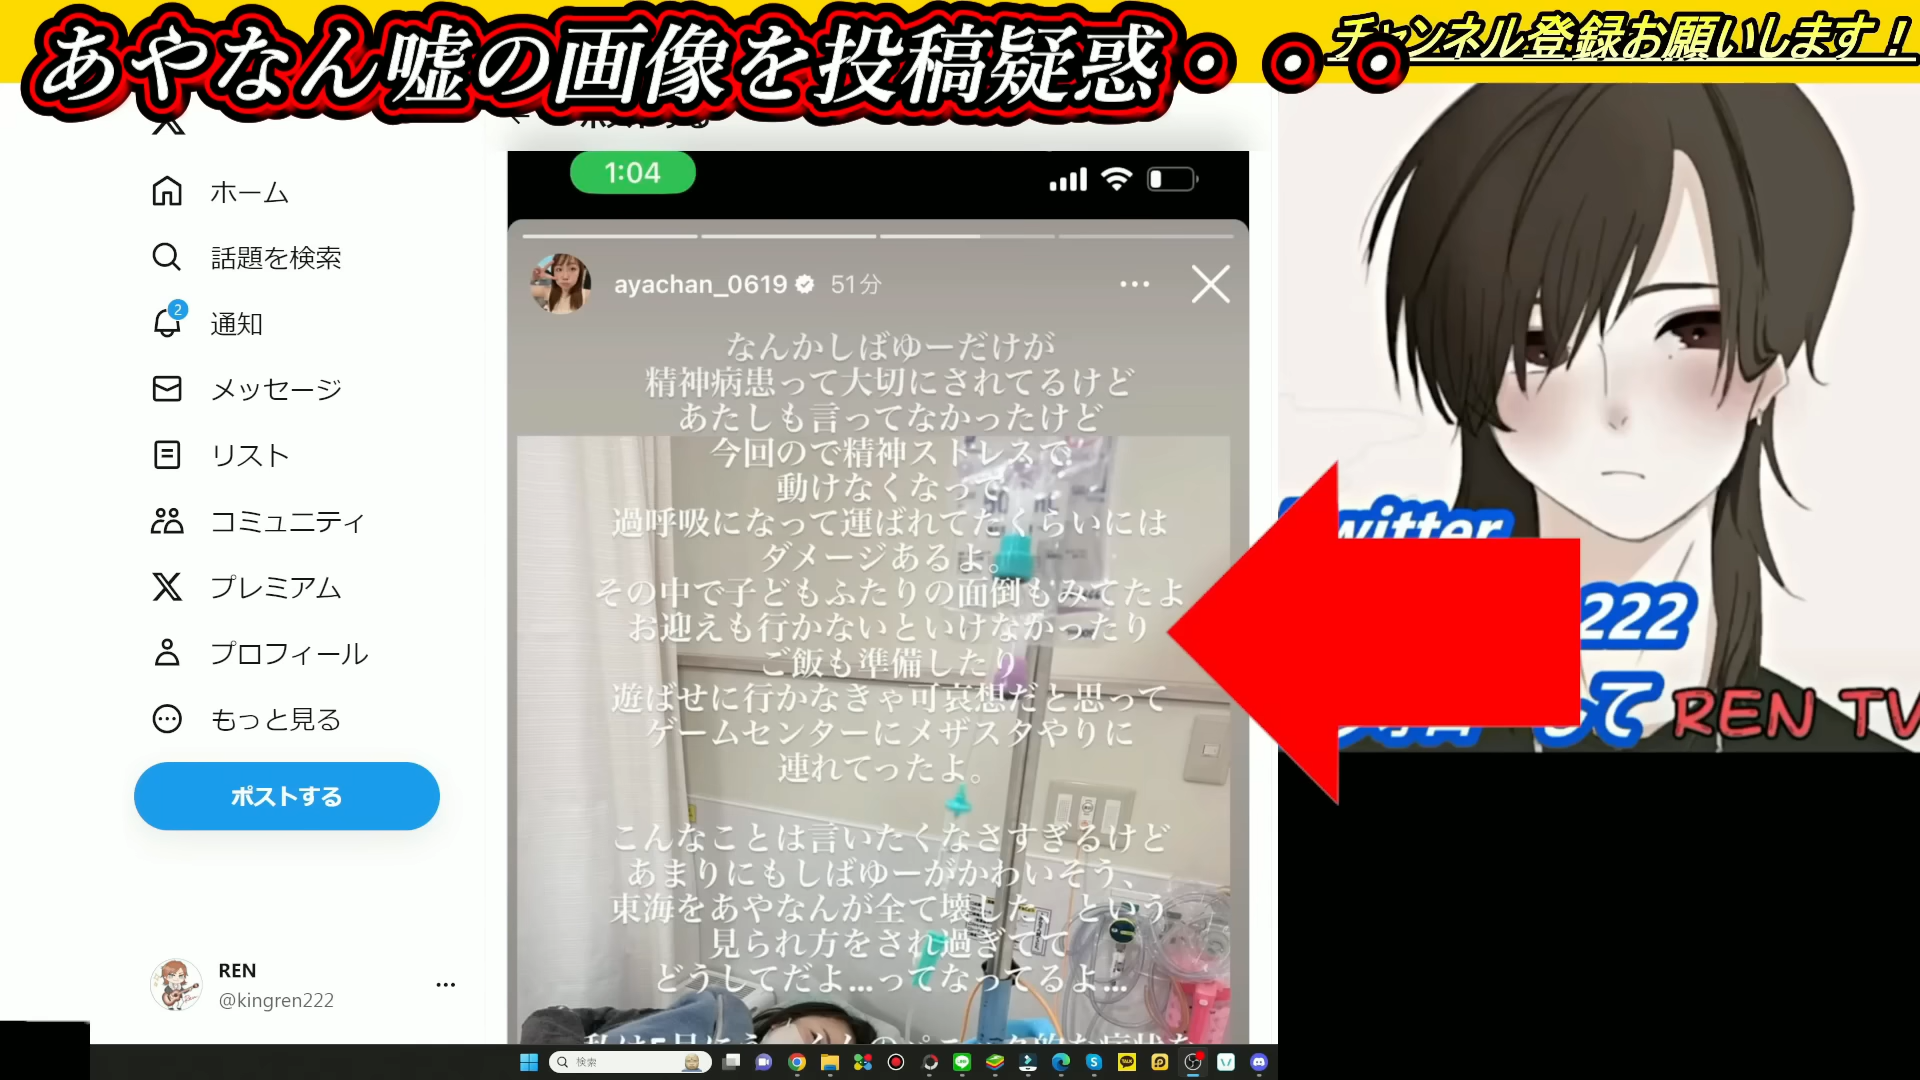 あやなん嘘の画像を投稿疑惑・・・
チャンネル登録お願いします！
ホーム
話題を検索
2
通知
メッセージ
リスト
コミュニティ
プレミアム
プロフィール
もっと見る
ポストする
REN
@kingren222
1:04
ayachan_0619 51分
なんかしばゆーだけが
精神病患って大切にされてるけど
あたしも言ってなかったけど
今回ので精神ストレスで
動けなくなって
過呼吸になって運ばれてたくらいには
ダメージあるよ。
その中で子どもふたりの面倒もみてたよ
お迎えも行かないといけなかったり
ご飯も準備したり
遊ばせに行かなきゃ可哀想だと思って
ゲームセンターにメザスタやりに
連れてったよ。
こんなことは言いたくなさすぎるけど
あまりにもしばゆーがかわいそう、
東海をあやなんが全て壊した、という
見られ方をされ過ぎてて
どうしてだよ...ってなってるよ...
witter
222
って
REN TV
検索